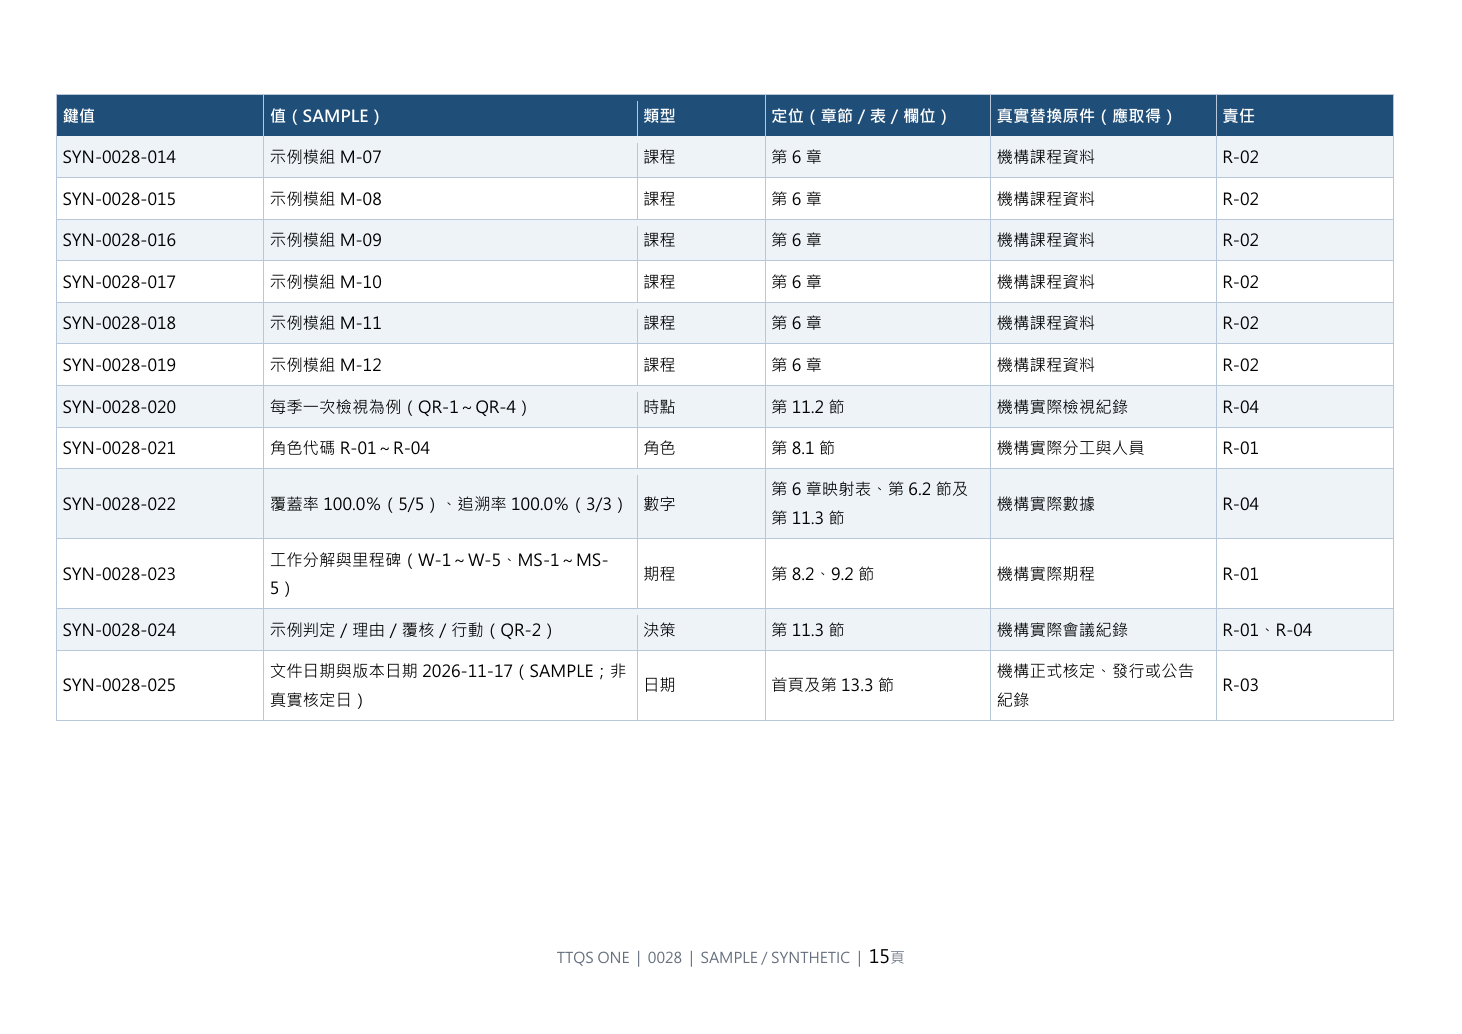 鍵值 值（SAMPLE） 類型 定位（章節 / 表 / 欄位） 真實替換原件（應取得） 責任
SYN-0028-014 示例模組 M-07 課程 第 6 章 機構課程資料 R-02
SYN-0028-015 示例模組 M-08 課程 第 6 章 機構課程資料 R-02
SYN-0028-016 示例模組 M-09 課程 第 6 章 機構課程資料 R-02
SYN-0028-017 示例模組 M-10 課程 第 6 章 機構課程資料 R-02
SYN-0028-018 示例模組 M-11 課程 第 6 章 機構課程資料 R-02
SYN-0028-019 示例模組 M-12 課程 第 6 章 機構課程資料 R-02
SYN-0028-020 每季一次檢視為例（QR-1～QR-4） 時點 第 11.2 節 機構實際檢視紀錄 R-04
SYN-0028-021 角色代碼 R-01～R-04 角色 第 8.1 節 機構實際分工與人員 R-01
SYN-0028-022 覆蓋率 100.0%（5/5）、追溯率 100.0%（3/3） 數字 第 6 章映射表、第 6.2 節及
第 11.3 節 機構實際數據 R-04
SYN-0028-023 工作分解與里程碑（W-1～W-5、MS-1～MS-
5） 期程 第 8.2、9.2 節 機構實際期程 R-01
SYN-0028-024 示例判定 / 理由 / 覆核 / 行動（QR-2） 決策 第 11.3 節 機構實際會議紀錄 R-01、R-04
SYN-0028-025 文件日期與版本日期 2026-11-17（SAMPLE；非
真實核定日） 日期 首頁及第 13.3 節 機構正式核定、發行或公告
紀錄 R-03
TTQS ONE | 0028 | SAMPLE / SYNTHETIC | 15頁